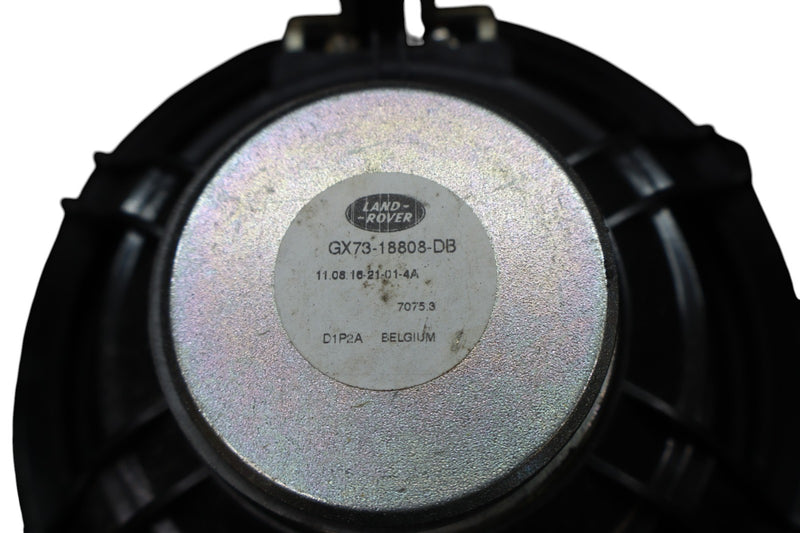 LAND-
-ROVER
GX73-18808-DB
11.08.16-21-01-4A
7075.3
D1P2A BELGIUM